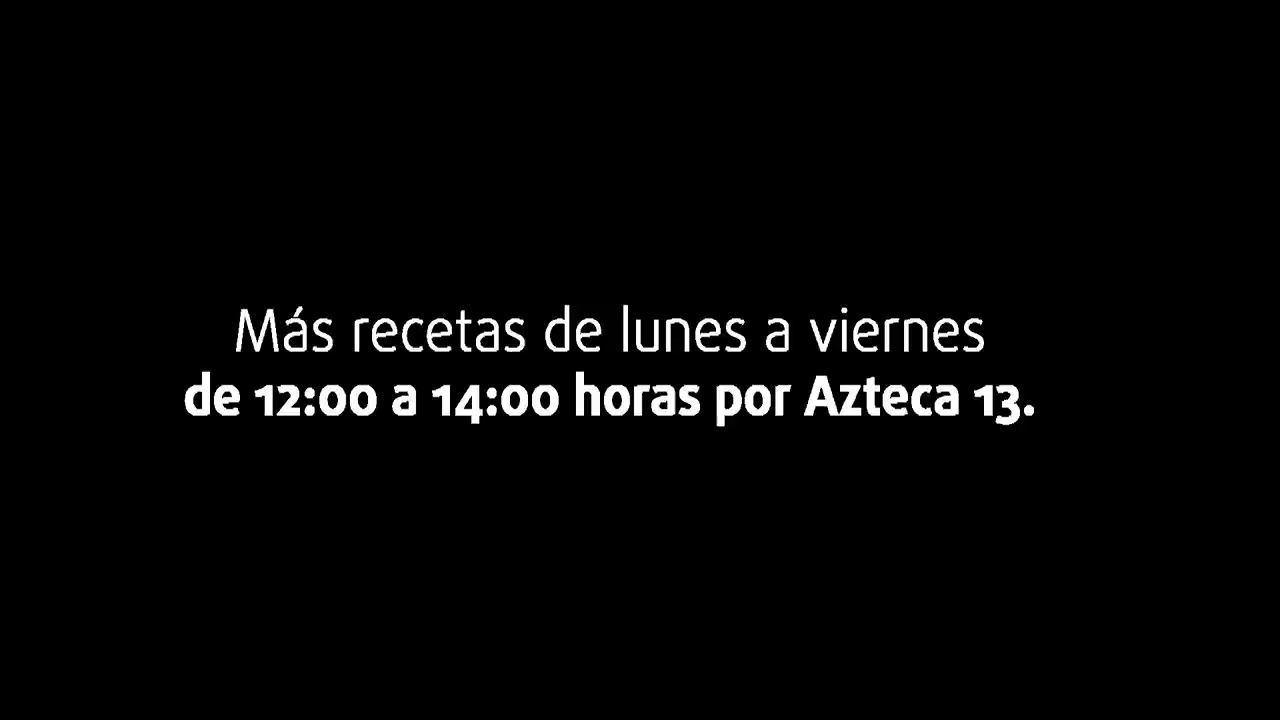 Más recetas de lunes a viernes
de 12:00 a 14:00 horas por Azteca 13.